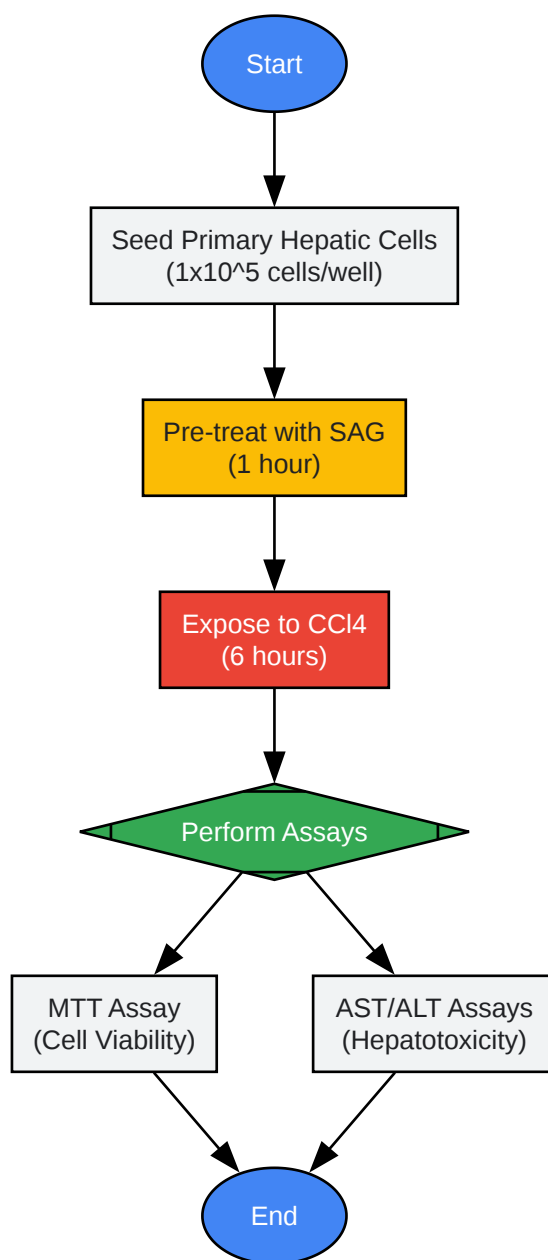 Start
Seed Primary Hepatic Cells
(1x10^5 cells/well)
Pre-treat with SAG
(1 hour)
Expose to CCl4
(6 hours)
Perform Assays
MTT Assay
(Cell Viability)
AST/ALT Assays
(Hepatotoxicity)
End